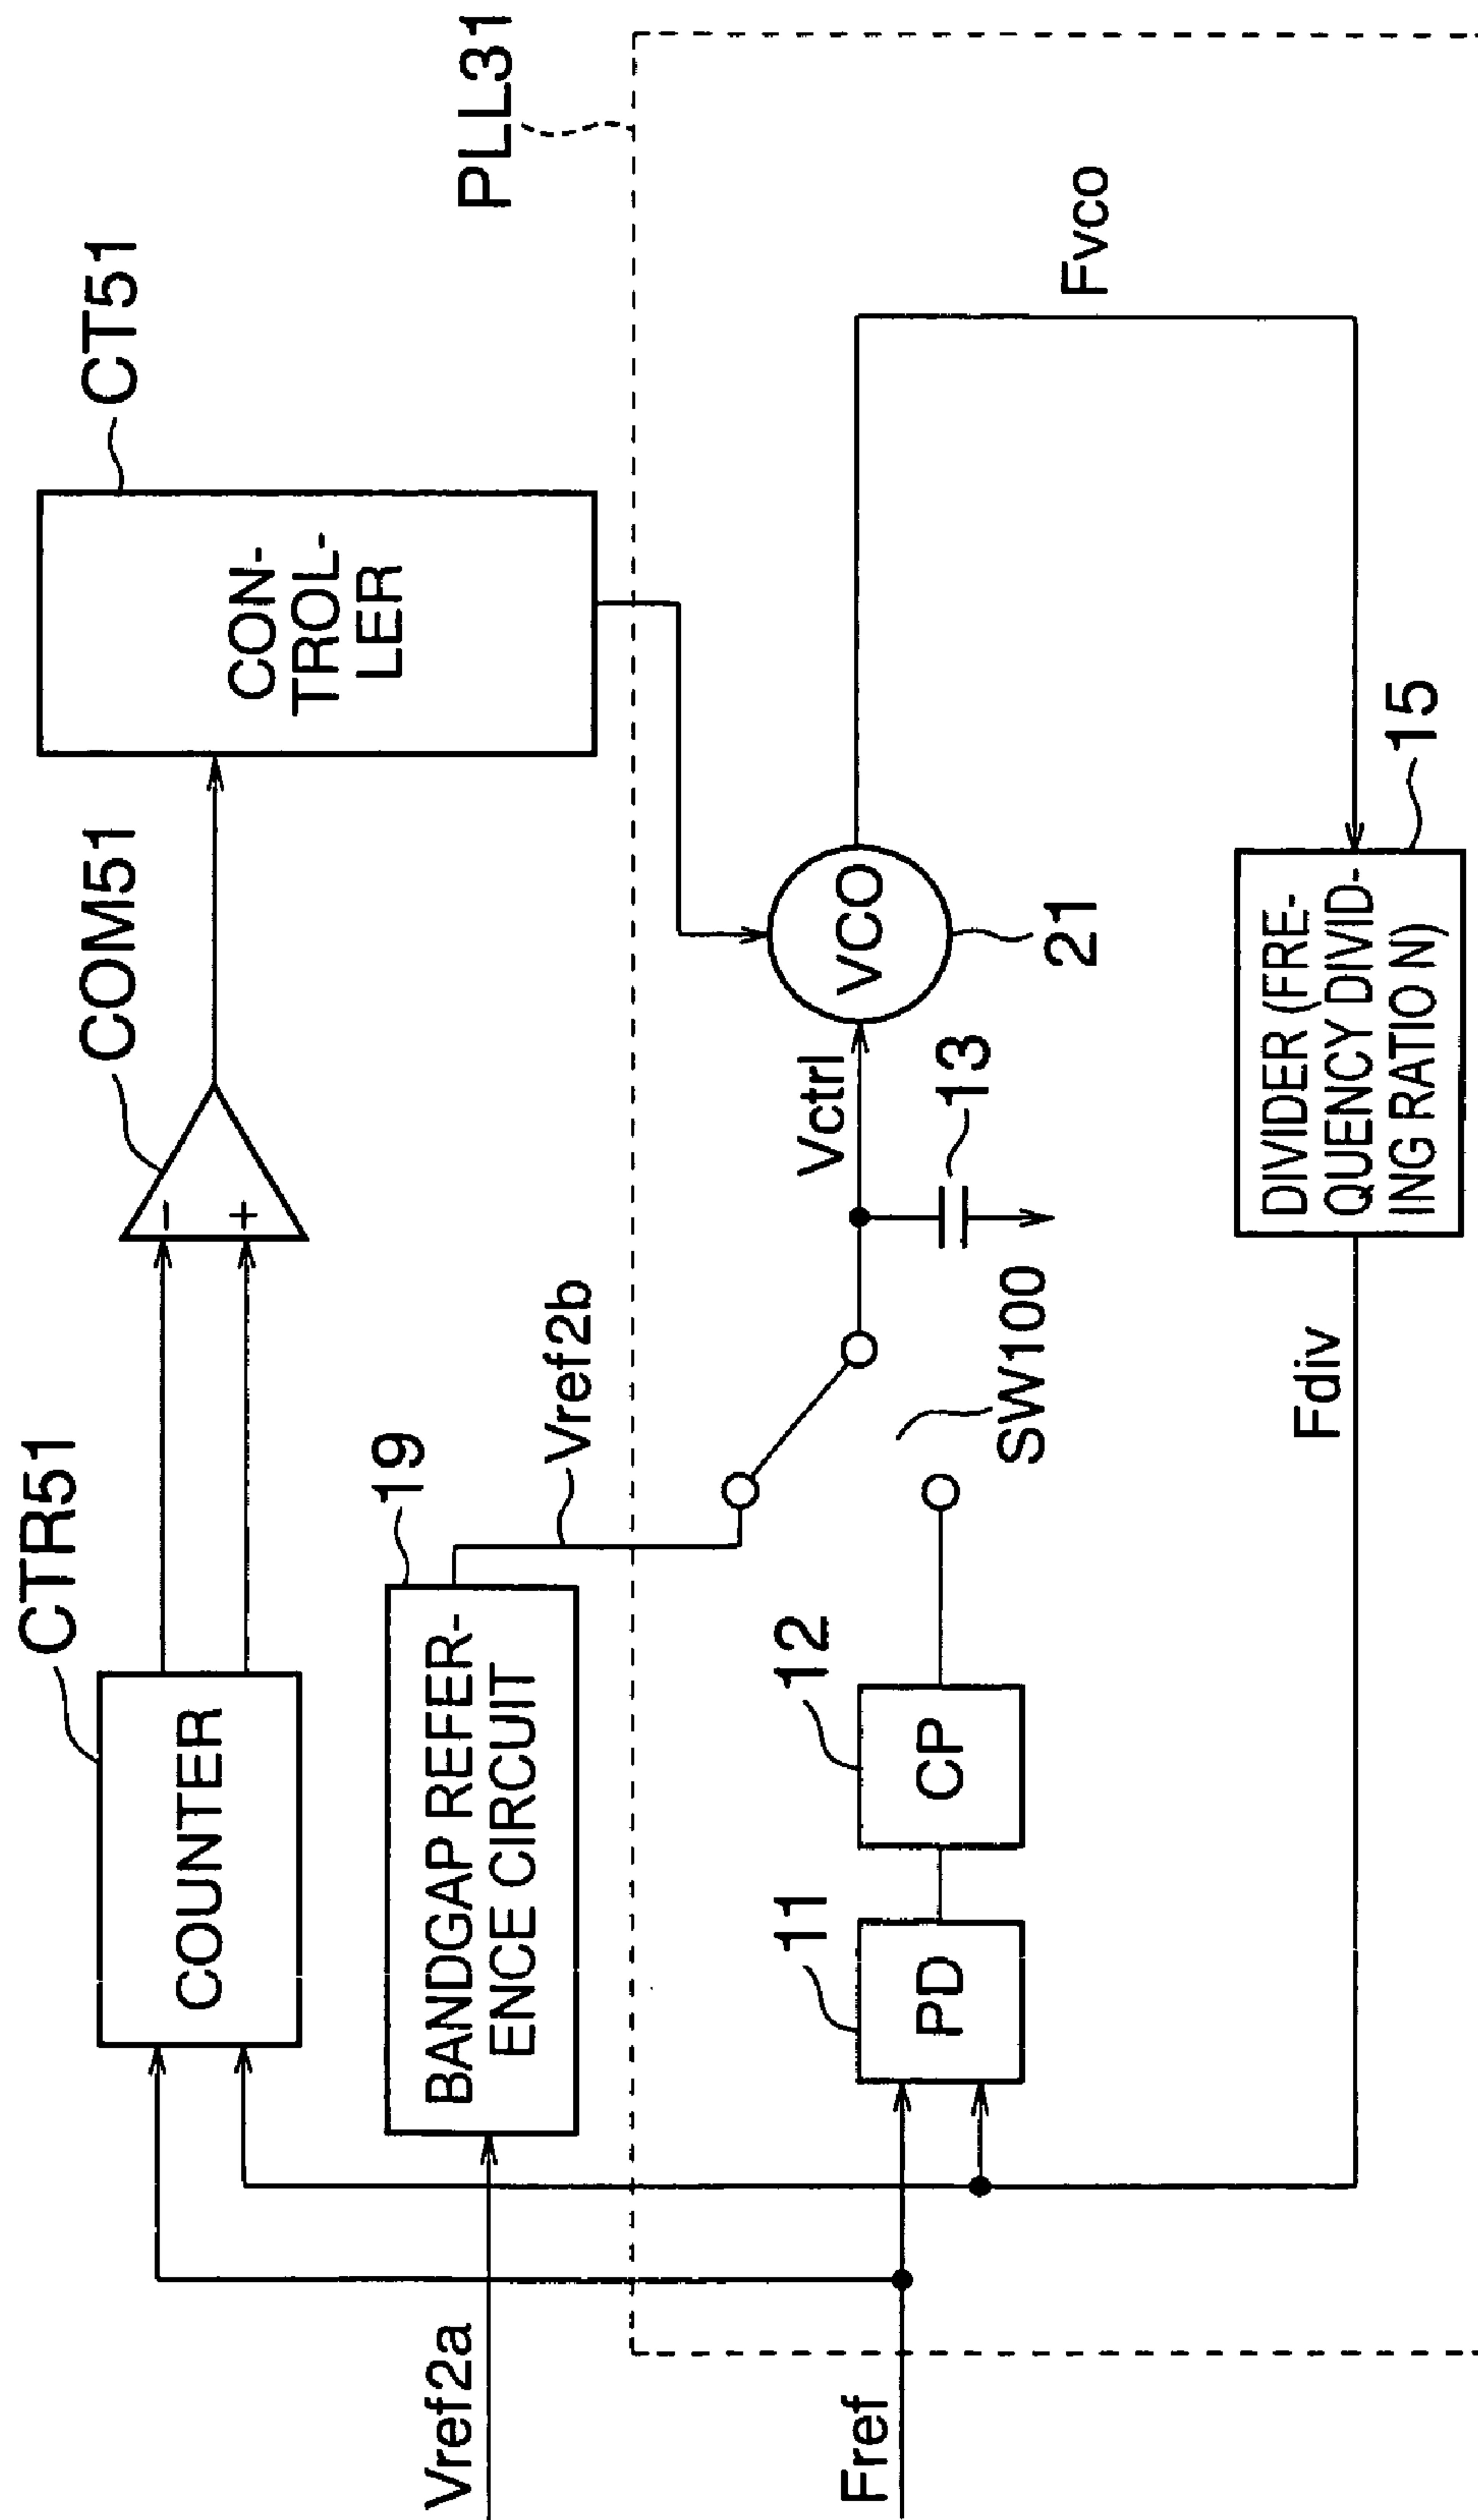 PLL31
CTR51
COM51
CT51
COUNTER
-
+
CON-
TROL-
LER
Vref2a
BANDGAP REFER-
ENCE CIRCUIT
19
Vref2b
Fref
11
PD
12
CP
SW100
Vctrl
13
VCO
21
Fvco
Fdiv
DIVIDER (FRE-
QUENCY DIVID-
ING RATION)
15